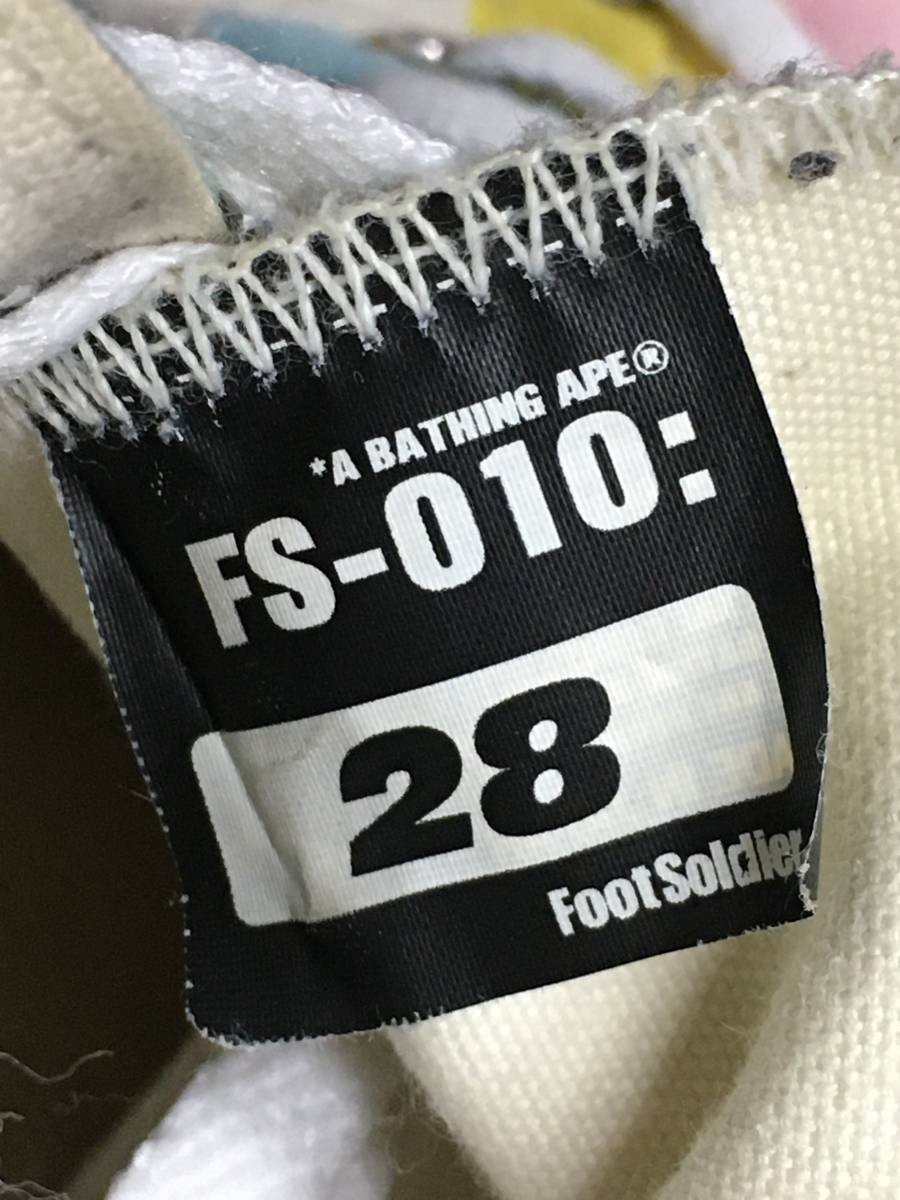 *A BATHING APE®
FS-010:
28
FootSoldier